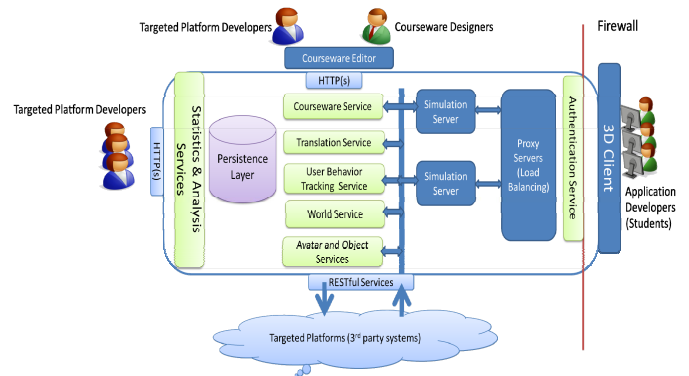 Targeted Platform Developers
Courseware Designers
Firewall
Courseware Editor
HTTP(s)
Targeted Platform Developers
HTTP(s)
Statistics & Analysis
Services
Persistence
Layer
Courseware Service
Translation Service
User Behavior
Tracking Service
World Service
Avatar and Object
Services
Simulation
Server
Simulation
Server
Proxy
Servers
(Load
Balancing)
Authentication Service
3D Client
Application
Developers
(Students)
RESTful Services
Targeted Platforms (3rd party systems)